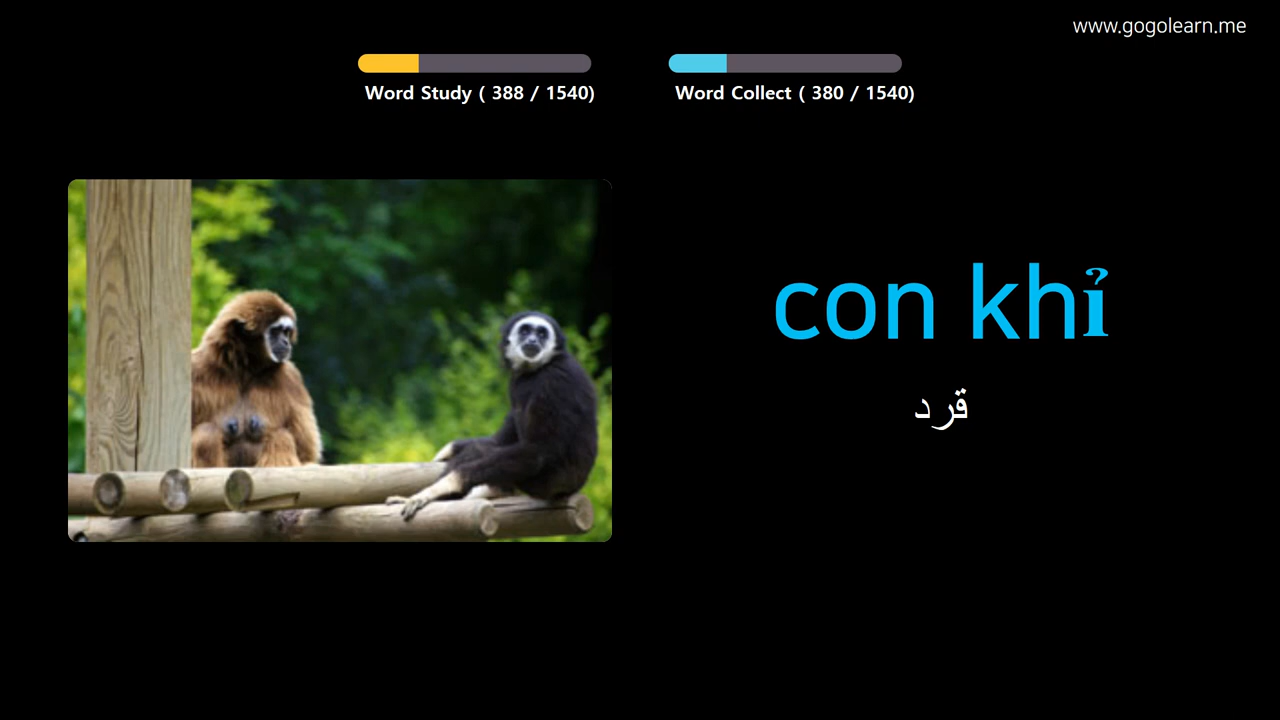 www.gogolearn.me
Word Study ( 388 / 1540)
Word Collect ( 380 / 1540)
con khỉ
قرد